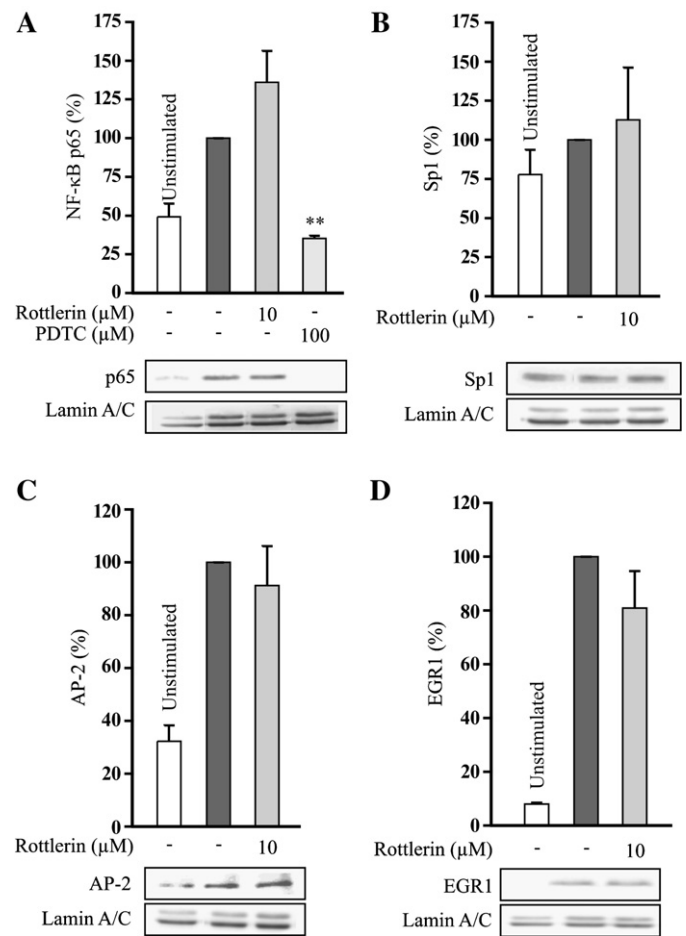 A
NF-κB p65 (%)
175
150
125
100
75
50
25
0
Unstimulated
**
Rottlerin (µM) - - 10 -
PDTC (µM) - - - 100
p65
Lamin A/C
B
Sp1 (%)
175
150
125
100
75
50
25
0
Unstimulated
Rottlerin (µM) - - 10
Sp1
Lamin A/C
C
AP-2 (%)
120
100
80
60
40
20
0
Unstimulated
Rottlerin (µM) - - 10
AP-2
Lamin A/C
D
EGR1 (%)
120
100
80
60
40
20
0
Unstimulated
Rottlerin (µM) - - 10
EGR1
Lamin A/C